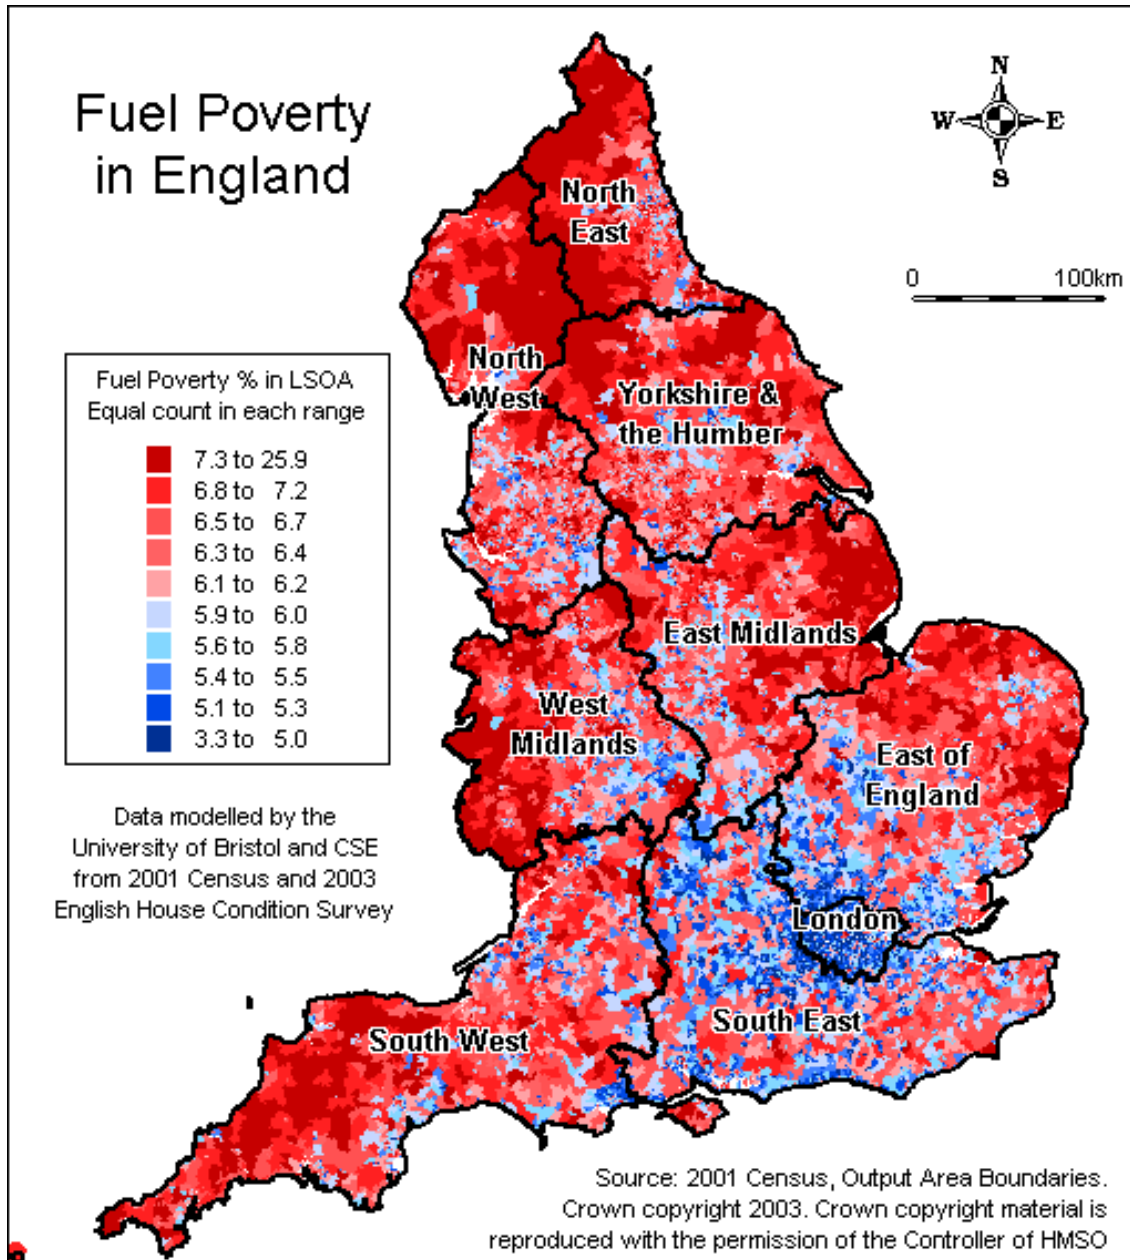 Fuel Poverty
in England
N
W
E
S
0 100km
North
East
North
West
Yorkshire &
the Humber
Fuel Poverty % in LSOA
Equal count in each range
7.3 to 25.9
6.8 to 7.2
6.5 to 6.7
6.3 to 6.4
6.1 to 6.2
5.9 to 6.0
5.6 to 5.8
5.4 to 5.5
5.1 to 5.3
3.3 to 5.0
East Midlands
West
Midlands
East of
England
London
South East
South West
Data modelled by the
University of Bristol and CSE
from 2001 Census and 2003
English House Condition Survey
Source: 2001 Census, Output Area Boundaries.
Crown copyright 2003. Crown copyright material is
reproduced with the permission of the Controller of HMSO